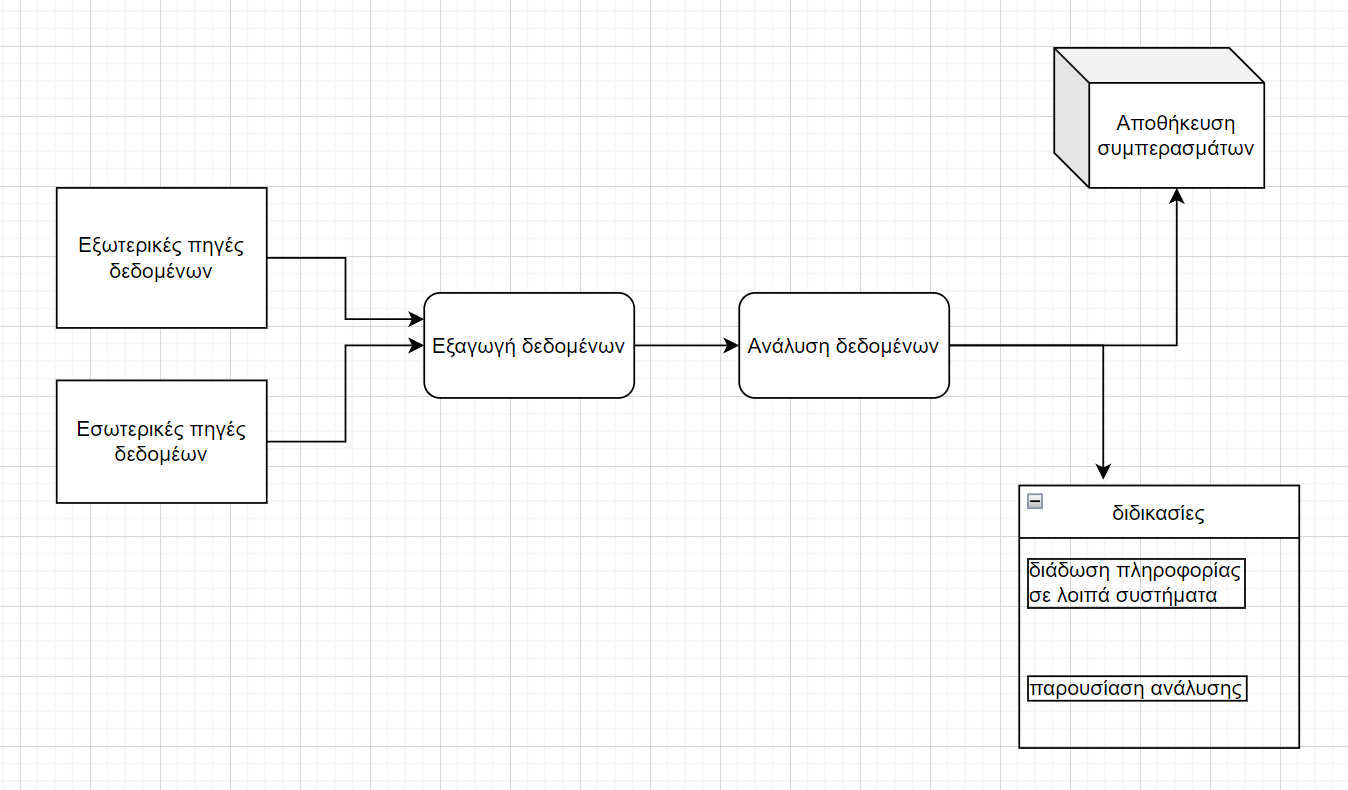 Αποθήκευση
συμπερασμάτων
Εξωτερικές πηγές
δεδομένων
Εξαγωγή δεδομένων
Ανάλυση δεδομένων
Εσωτερικές πηγές
δεδομέων
διδικασίες
διάδωση πληροφορίας
σε λοιπά συστήματα
παρουσίαση ανάλυσης